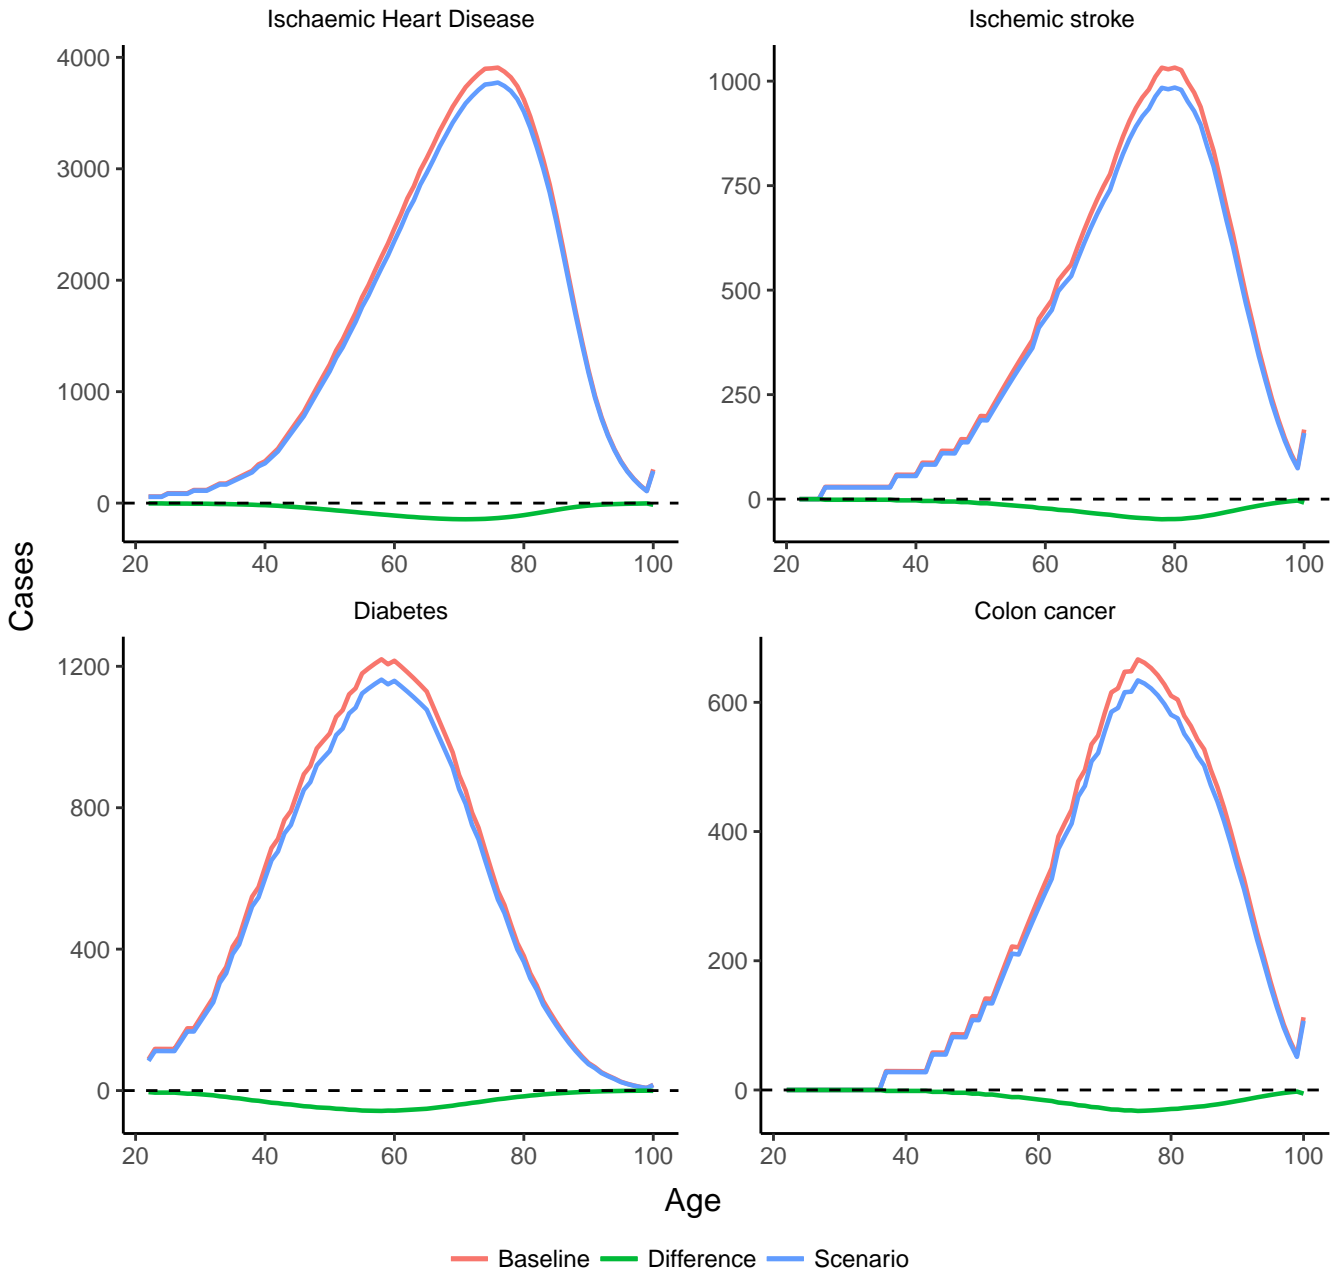 Ischaemic Heart Disease
Ischemic stroke
4000
3000
2000
1000
0
20 40 60 80 100
1000
750
500
250
0
20 40 60 80 100
Cases
Diabetes
Colon cancer
1200
800
400
0
20 40 60 80 100
600
400
200
0
20 40 60 80 100
Age
Baseline Difference Scenario